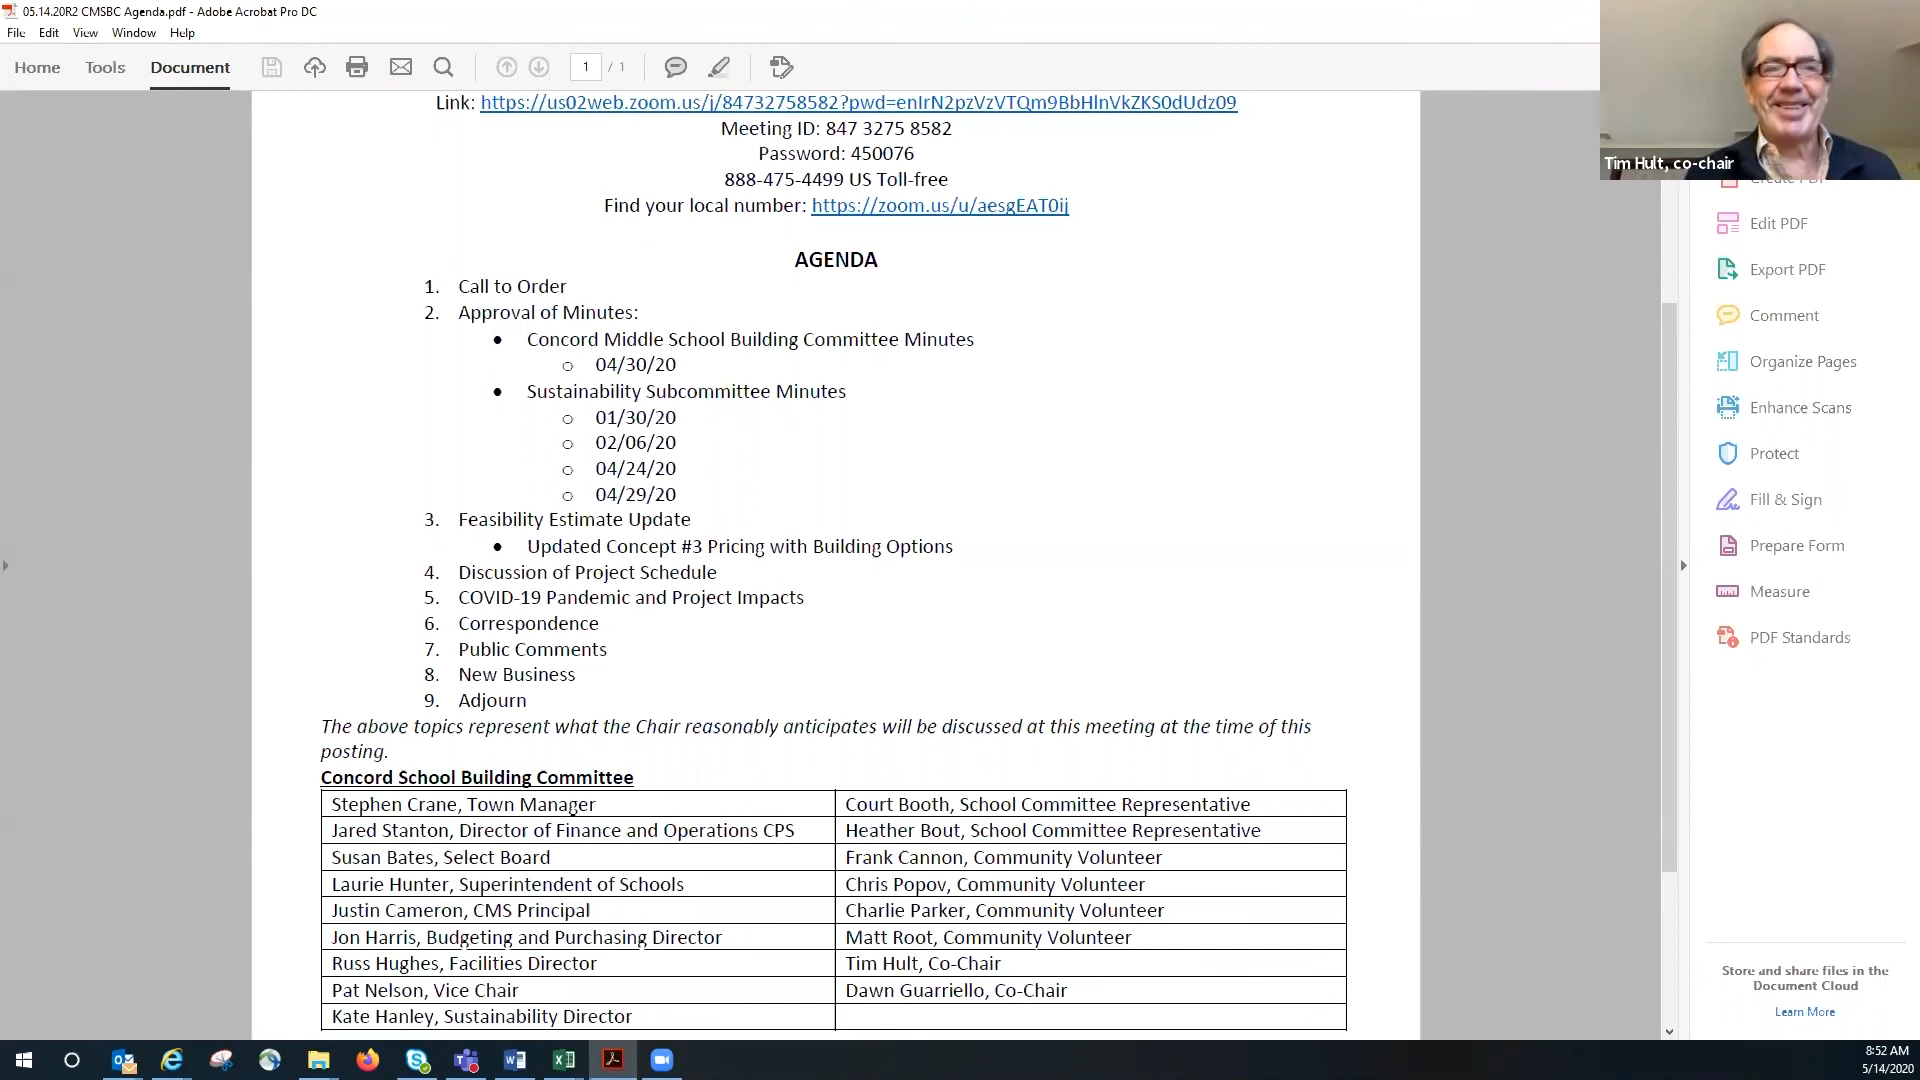 05.14.20R2 CMSBC Agenda.pdf - Adobe Acrobat Pro DC
File Edit View Window Help
Home Tools Document 1 / 1
Link: https://us02web.zoom.us/j/84732758582?pwd=enIrN2pzVzVTQm9BbHlnVkZKS0dUdz09
Meeting ID: 847 3275 8582
Password: 450076
888-475-4499 US Toll-free
Find your local number: https://zoom.us/u/aesgEAT0ij
AGENDA
1. Call to Order
2. Approval of Minutes:
• Concord Middle School Building Committee Minutes
o 04/30/20
• Sustainability Subcommittee Minutes
o 01/30/20
o 02/06/20
o 04/24/20
o 04/29/20
3. Feasibility Estimate Update
• Updated Concept #3 Pricing with Building Options
4. Discussion of Project Schedule
5. COVID-19 Pandemic and Project Impacts
6. Correspondence
7. Public Comments
8. New Business
9. Adjourn
The above topics represent what the Chair reasonably anticipates will be discussed at this meeting at the time of this
posting.
Concord School Building Committee
Stephen Crane, Town Manager
Court Booth, School Committee Representative
Jared Stanton, Director of Finance and Operations CPS
Heather Bout, School Committee Representative
Susan Bates, Select Board
Frank Cannon, Community Volunteer
Laurie Hunter, Superintendent of Schools
Chris Popov, Community Volunteer
Justin Cameron, CMS Principal
Charlie Parker, Community Volunteer
Jon Harris, Budgeting and Purchasing Director
Matt Root, Community Volunteer
Russ Hughes, Facilities Director
Tim Hult, Co-Chair
Pat Nelson, Vice Chair
Dawn Guarriello, Co-Chair
Kate Hanley, Sustainability Director
Tim Hult, co-chair
Edit PDF
Export PDF
Comment
Organize Pages
Enhance Scans
Protect
Fill & Sign
Prepare Form
Measure
PDF Standards
Store and share files in the
Document Cloud
Learn More
8:52 AM
5/14/2020